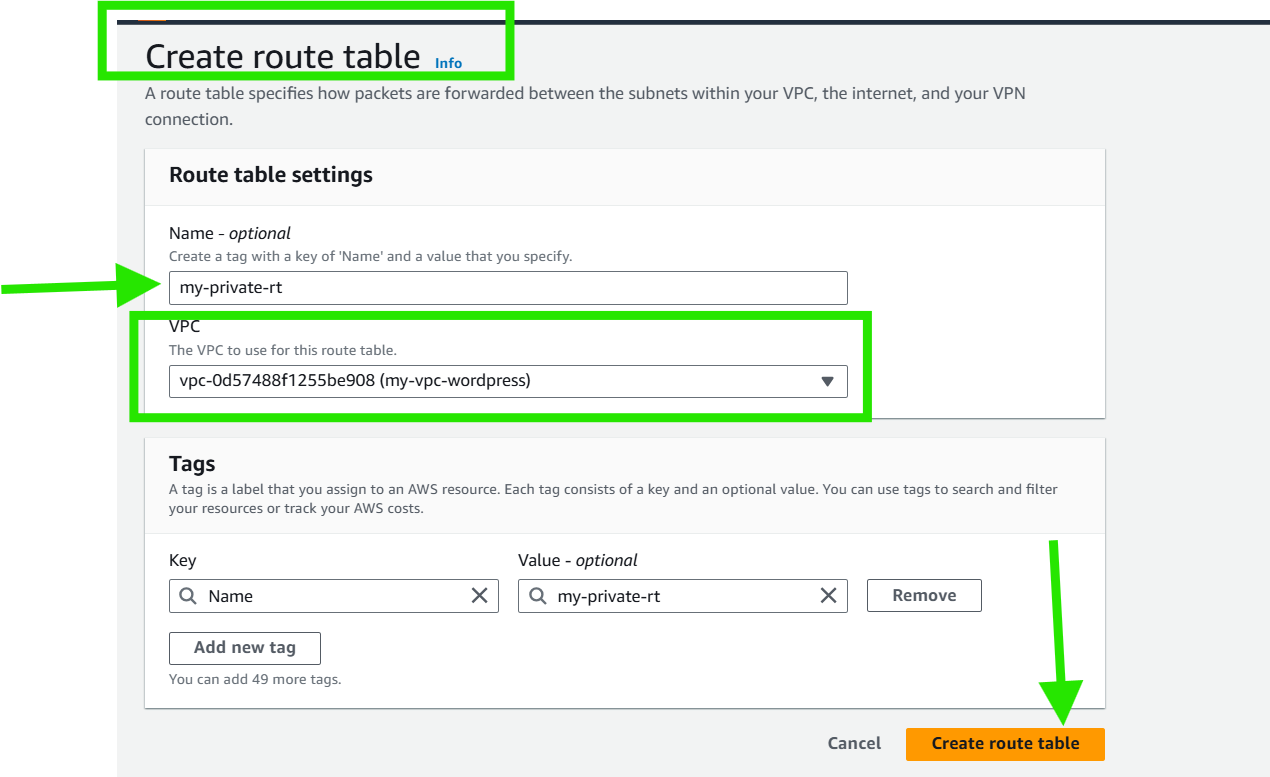 Create route table Info
A route table specifies how packets are forwarded between the subnets within your VPC, the internet, and your VPN
connection.
Route table settings
Name - optional
Create a tag with a key of 'Name' and a value that you specify.
my-private-rt
VPC
The VPC to use for this route table.
vpc-0d57488f1255be908 (my-vpc-wordpress)
Tags
A tag is a label that you assign to an AWS resource. Each tag consists of a key and an optional value. You can use tags to search and filter
your resources or track your AWS costs.
Key Value - optional
Name my-private-rt Remove
Add new tag
You can add 49 more tags.
Cancel Create route table